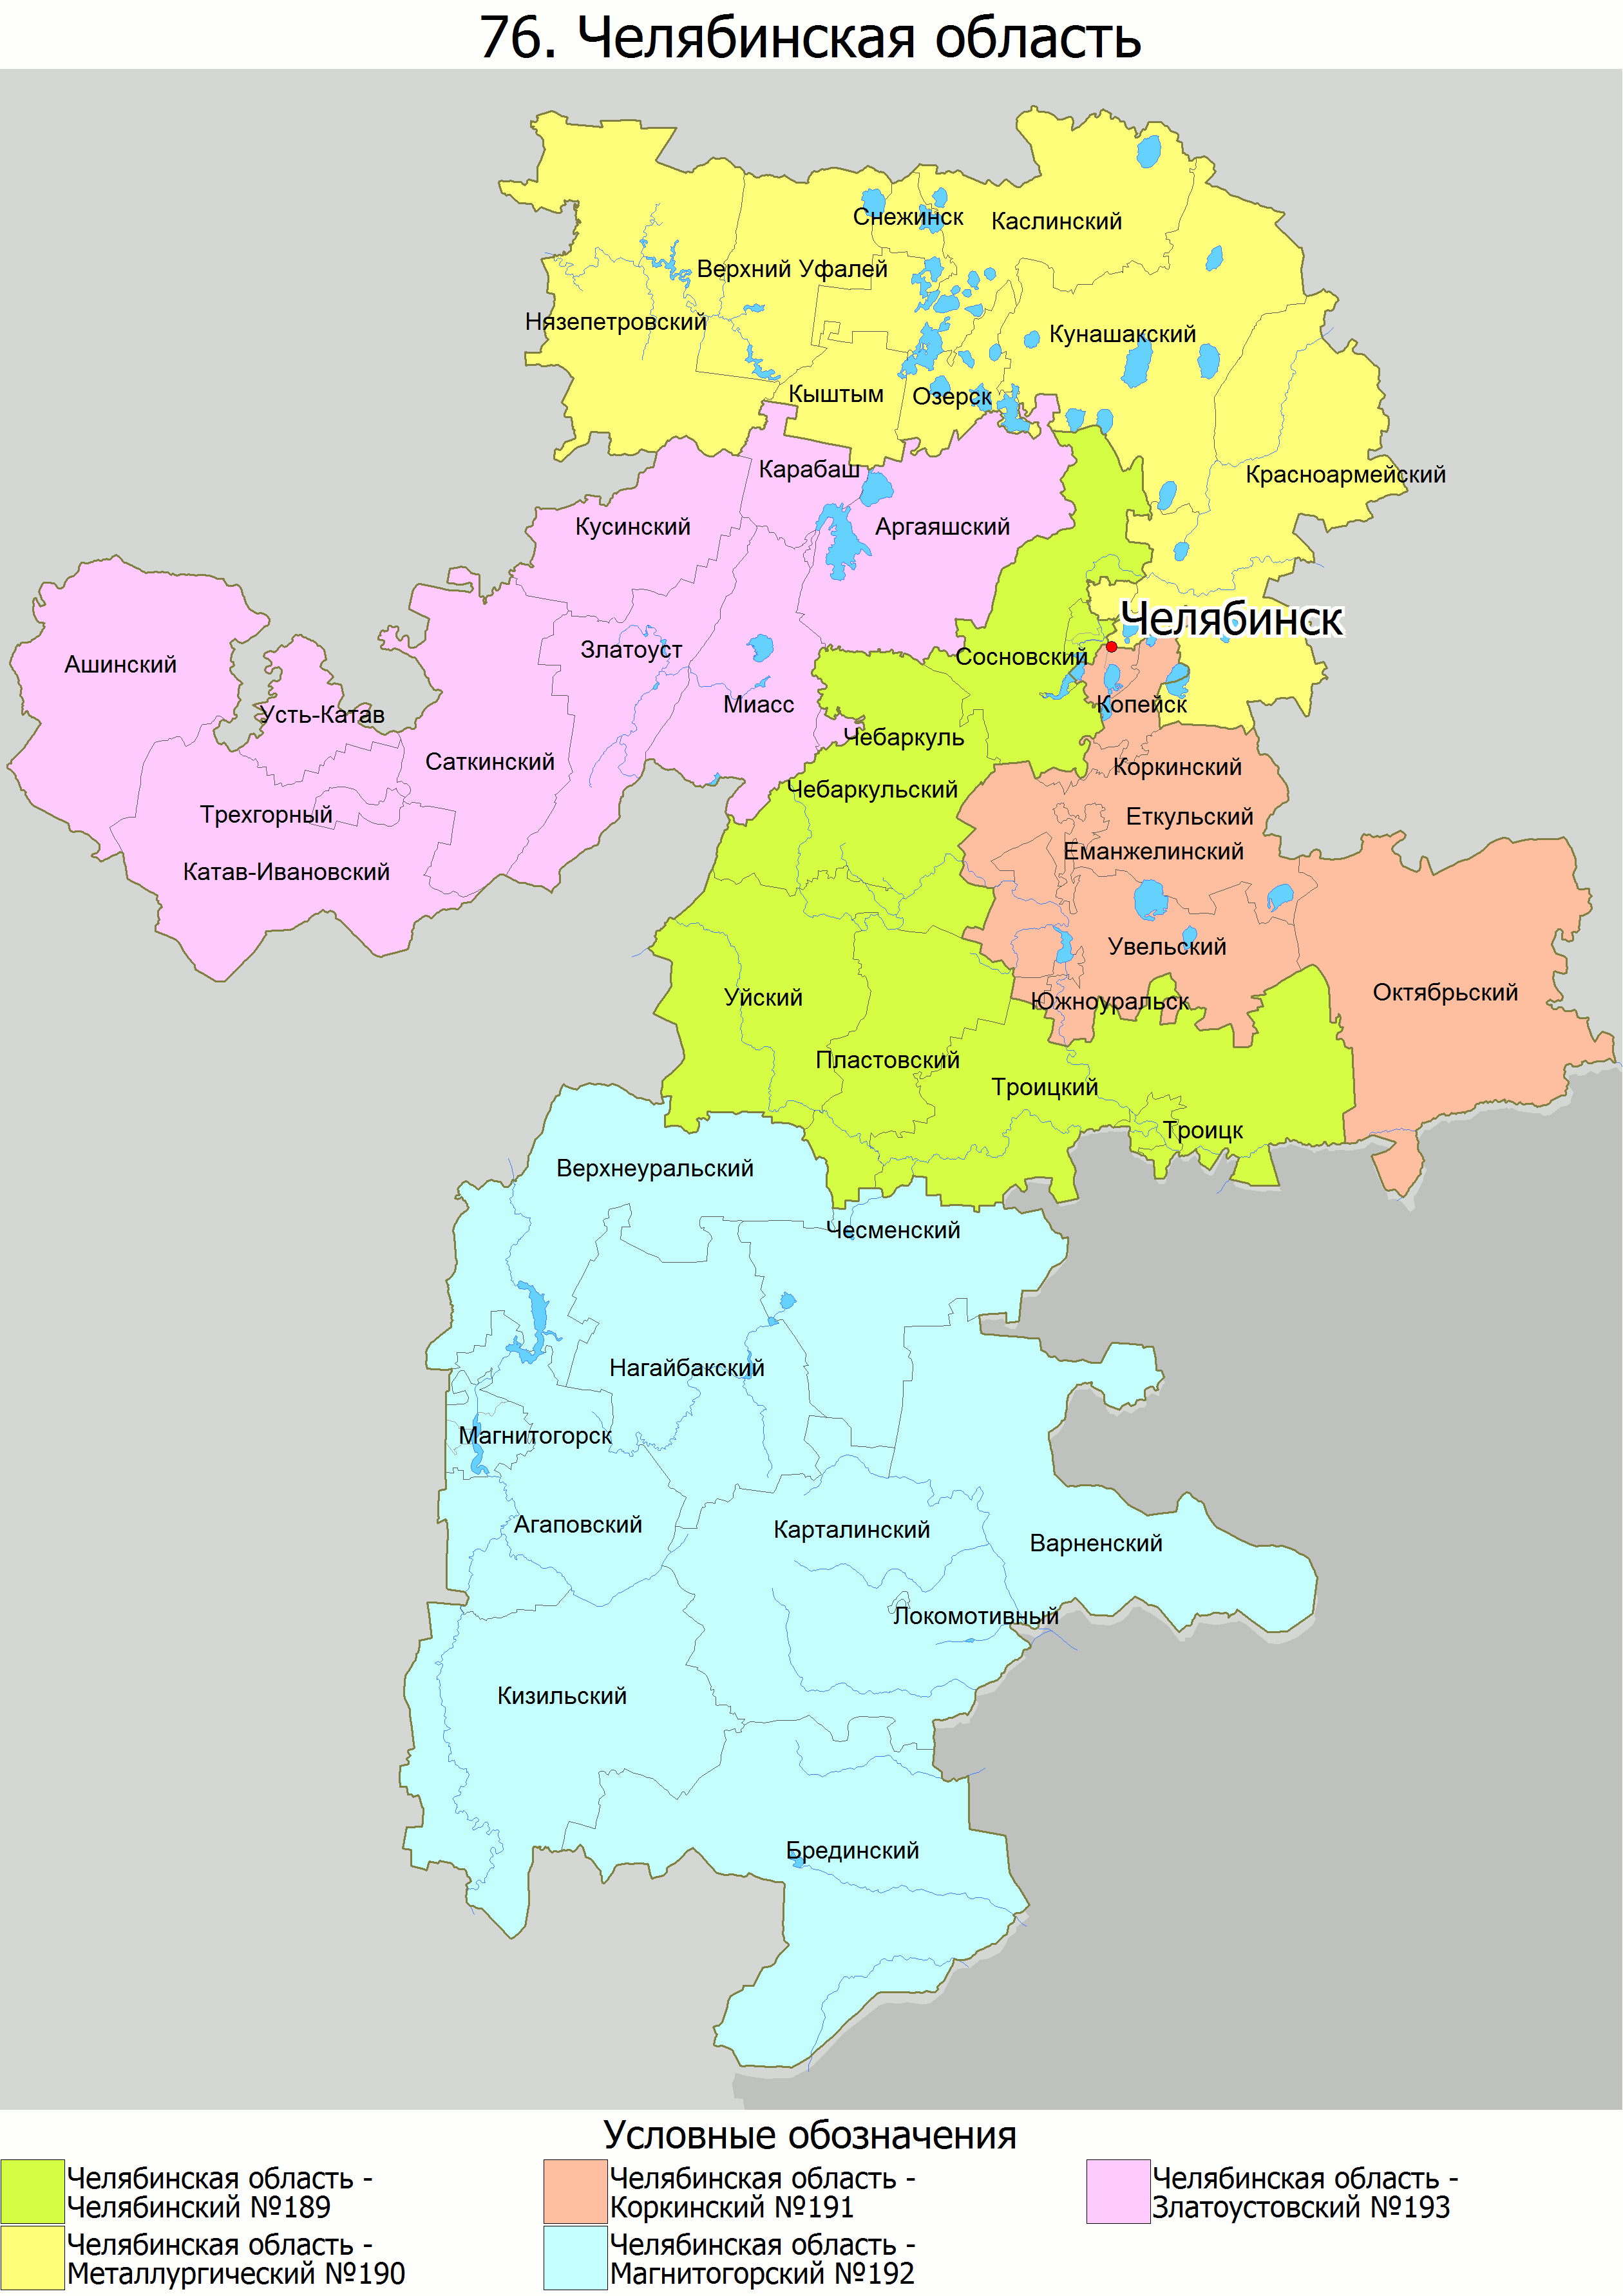 76. Челябинская область
Снежинск
Каслинский
Верхний Уфалей
Нязепетровский
Кунашакский
Кыштым
Озерск
Карабаш
Красноармейский
Кусинский
Аргаяшский
Челябинск
Ашинский
Златоуст
Сосновский
Усть-Катав
Миасс
Копейск
Чебаркуль
Саткинский
Коркинский
Чебаркульский
Трехгорный
Еткульский
Еманжелинский
Катав-Ивановский
Увельский
Уйский
Южноуральск
Октябрьский
Пластовский
Троицкий
Троицк
Верхнеуральский
Чесменский
Нагайбакский
Магнитогорск
Агаповский
Карталинский
Варненский
Локомотивный
Кизильский
Брединский
Условные обозначения
Челябинская область -
Челябинский №189
Челябинская область -
Металлургический №190
Челябинская область -
Коркинский №191
Челябинская область -
Магнитогорский №192
Челябинская область -
Златоустовский №193